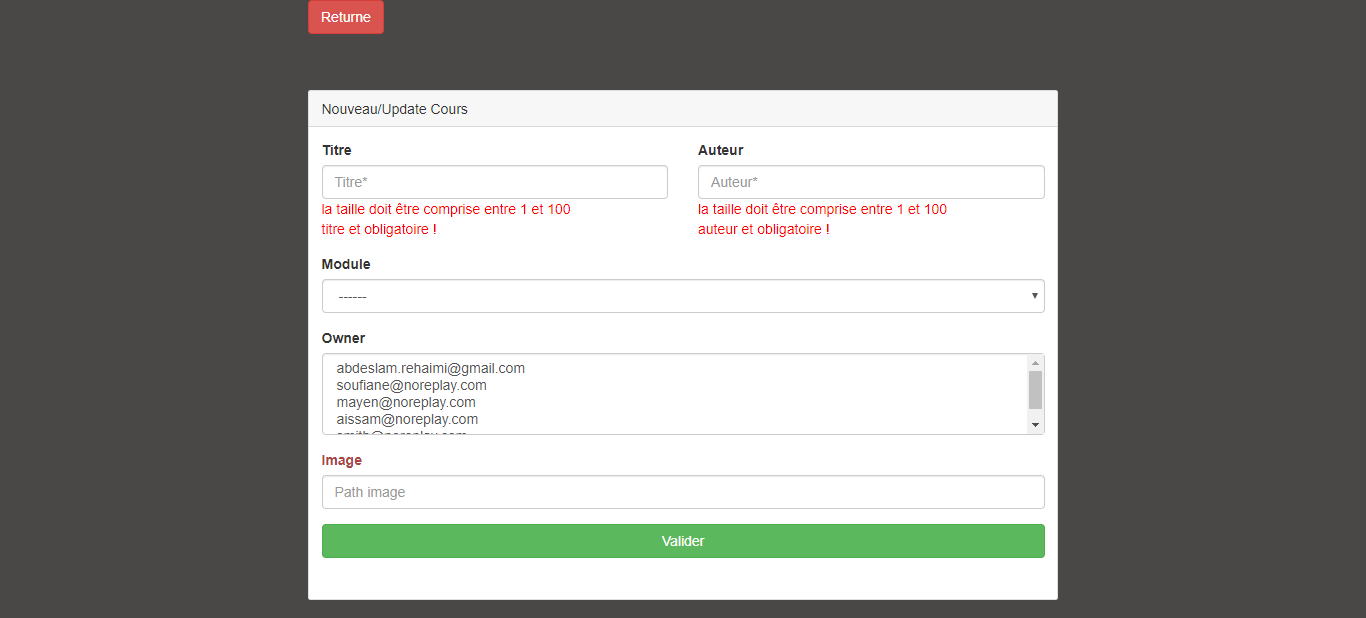 Returne
Nouveau/Update Cours
Titre
Auteur
Titre*
Auteur*
la taille doit être comprise entre 1 et 100
titre et obligatoire !
la taille doit être comprise entre 1 et 100
auteur et obligatoire !
Module
------
Owner
abdeslam.rehaimi@gmail.com
soufiane@noreplay.com
mayen@noreplay.com
aissam@noreplay.com
Image
Path image
Valider